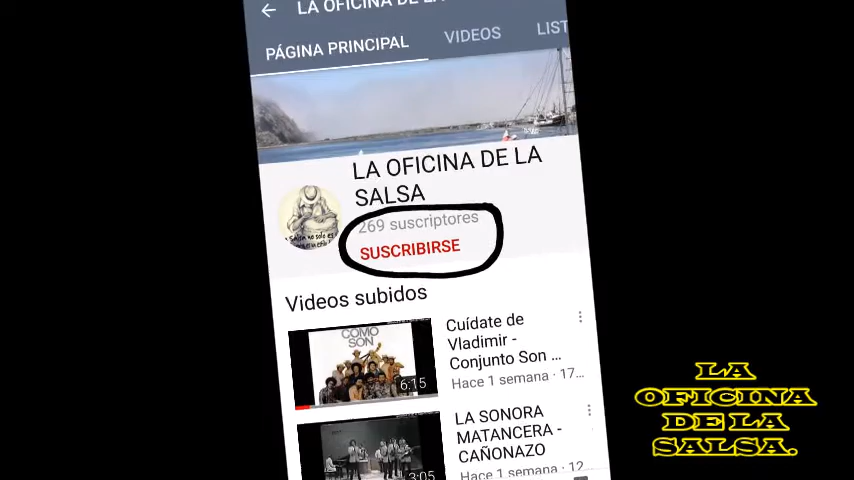 LA OFICINA DE LA
PÁGINA PRINCIPAL
VIDEOS
LIST
LA OFICINA DE LA
SALSA
269 suscriptores
SUSCRIBIRSE
Videos subidos
COMO
SON
6:15
Cuídate de
Vladimir -
Conjunto Son ...
Hace 1 semana · 17...
3:05
LA SONORA
MATANCERA -
CAÑONAZO
Hace 1 semana · 12
LA
OFICINA
DE LA
SALSA.